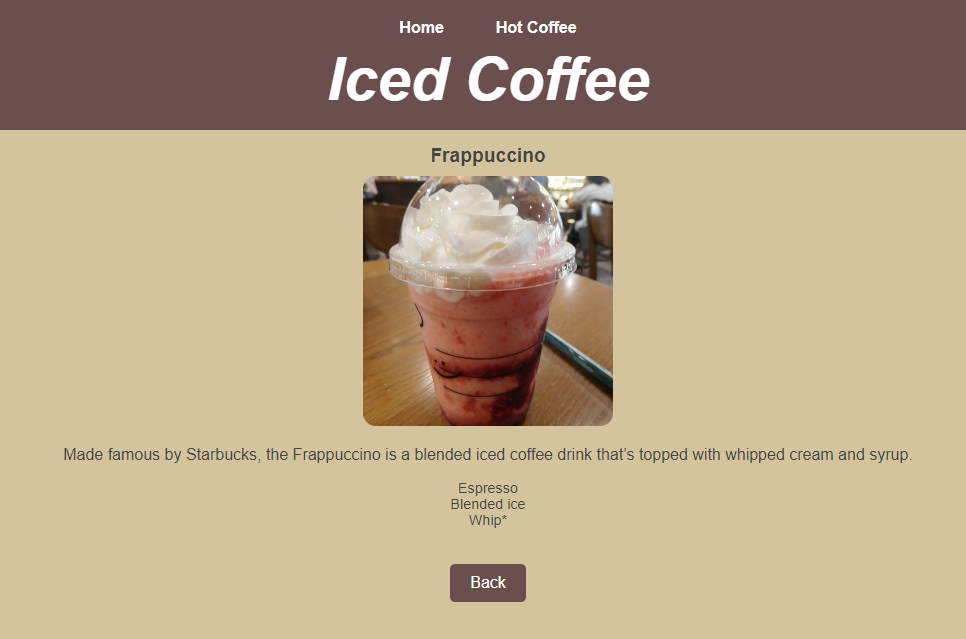 Home Hot Coffee
Iced Coffee
Frappuccino
Made famous by Starbucks, the Frappuccino is a blended iced coffee drink that’s topped with whipped cream and syrup.
Espresso
Blended ice
Whip*
Back